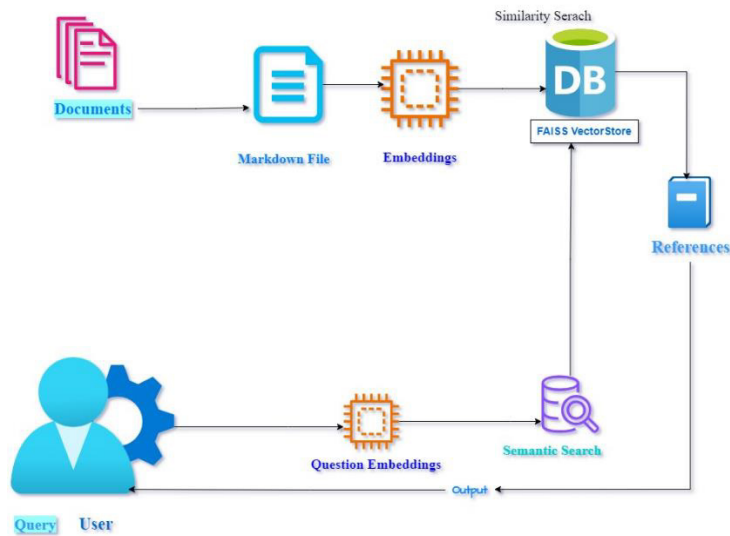 Similarity Serach
Documents
DB
FAISS VectorStore
Markdown File
Embeddings
References
Question Embeddings
Semantic Search
Output
Query User